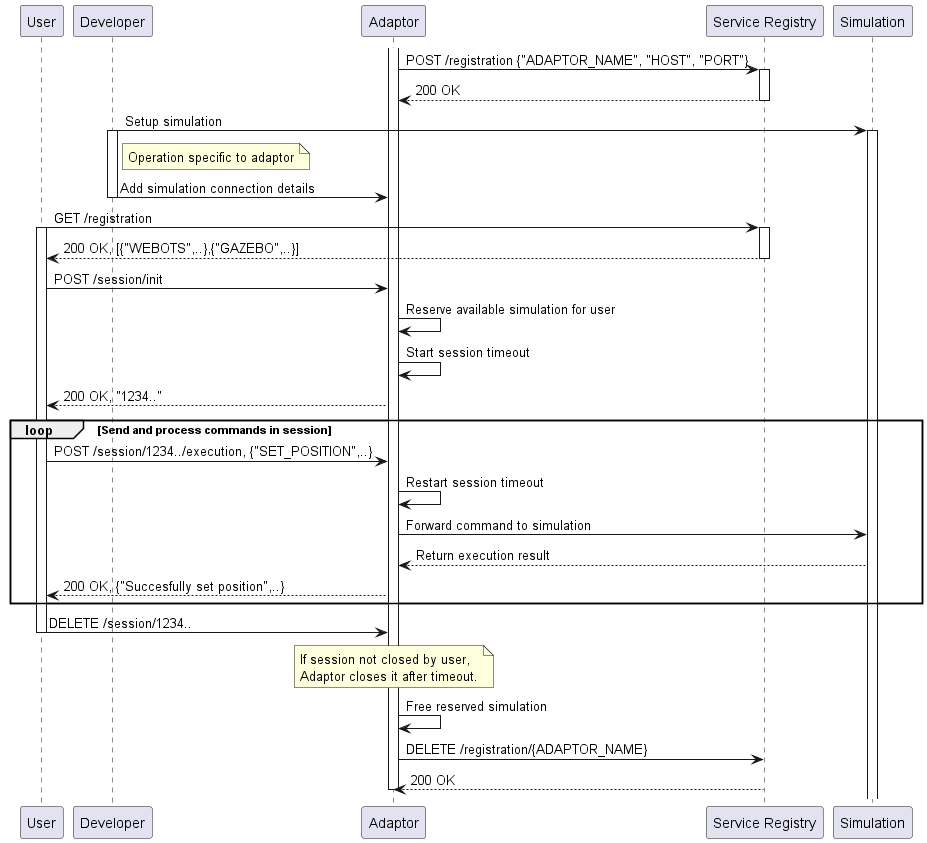 User Developer Adaptor Service Registry Simulation
POST /registration {"ADAPTOR_NAME", "HOST", "PORT"}
200 OK
Setup simulation
Operation specific to adaptor
Add simulation connection details
GET /registration
200 OK, [{"WEBOTS",..},{"GAZEBO",..}]
POST /session/init
Reserve available simulation for user
Start session timeout
200 OK, "1234.."
loop [Send and process commands in session]
POST /session/1234../execution, {"SET_POSITION",..}
Restart session timeout
Forward command to simulation
Return execution result
200 OK, {"Succesfully set position",..}
DELETE /session/1234..
If session not closed by user,
Adaptor closes it after timeout.
Free reserved simulation
DELETE /registration/{ADAPTOR_NAME}
200 OK
User Developer Adaptor Service Registry Simulation